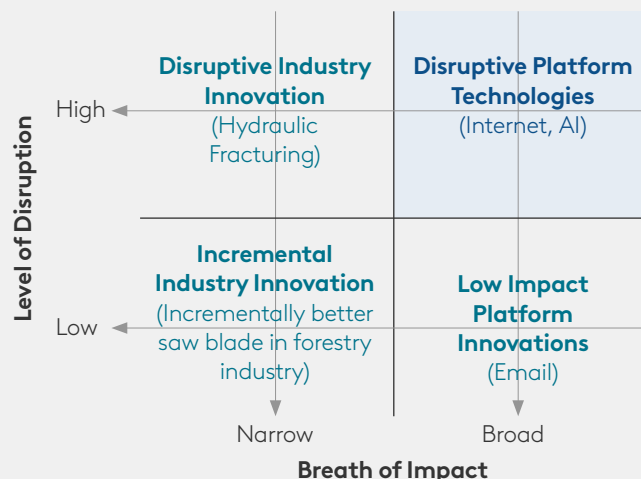 Disruptive Industry
Innovation
(Hydraulic
Fracturing)
Disruptive Platform
Technologies
(Internet, AI)
High
Level of Disruption
Incremental
Industry Innovation
(Incrementally better
saw blade in forestry
industry)
Low Impact
Platform
Innovations
(Email)
Low
Narrow
Broad
Breath of Impact